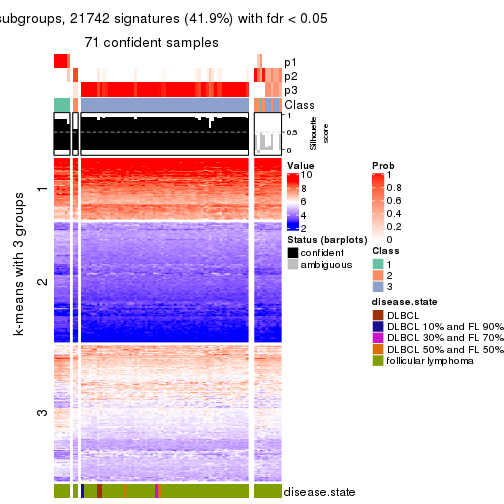 subgroups, 21742 signatures (41.9%) with fdr < 0.05
71 confident samples
p1
p2
p3
Class
1
0.5
0
Silhouette
score
k-means with 3 groups
1
2
3
Value
10
8
6
4
2
Status (barplots)
confident
ambiguous
Prob
1
0.8
0.6
0.4
0.2
0
Class
1
2
3
disease.state
DLBCL
DLBCL 10% and FL 90%
DLBCL 30% and FL 70%
DLBCL 50% and FL 50%
follicular lymphoma
disease.state